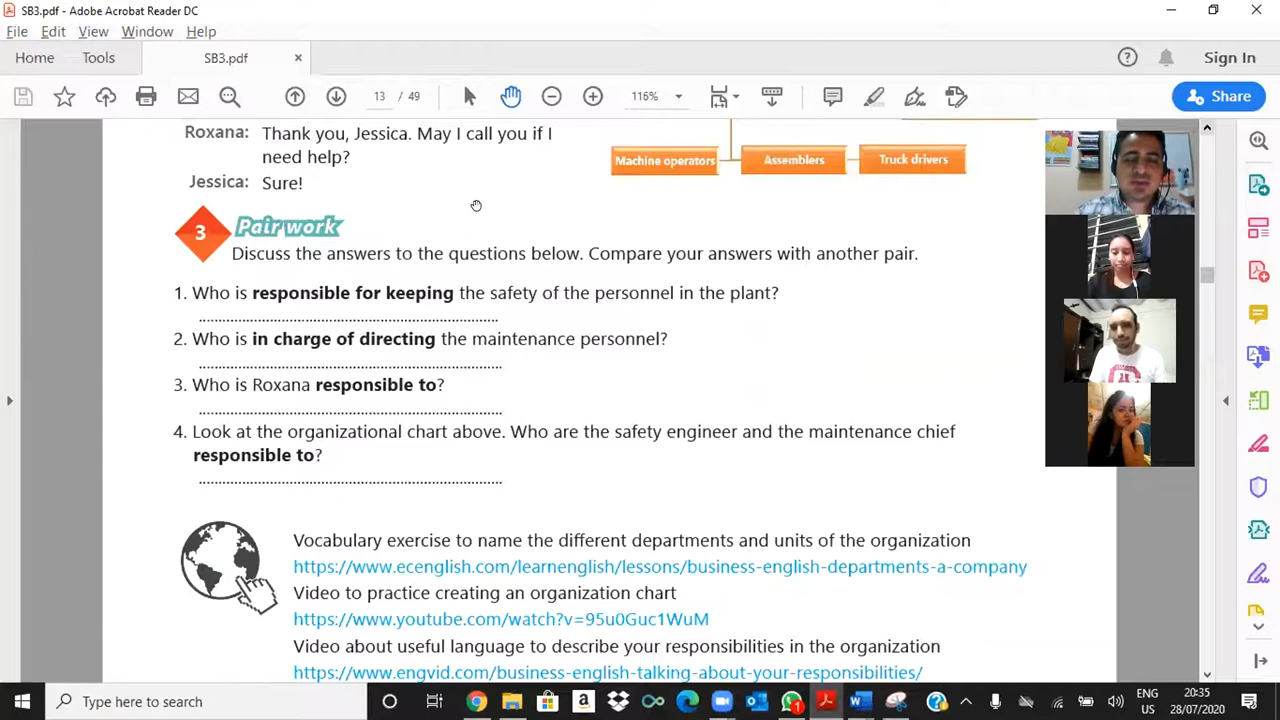 SB3.pdf - Adobe Acrobat Reader DC
File Edit View Window Help
Home Tools SB3.pdf × Sign In
13 / 49 116% Share
Roxana: Thank you, Jessica. May I call you if I
need help?
Jessica: Sure!
Machine operators Assemblers Truck drivers
3 Pair work
Discuss the answers to the questions below. Compare your answers with another pair.
1. Who is responsible for keeping the safety of the personnel in the plant?
2. Who is in charge of directing the maintenance personnel?
3. Who is Roxana responsible to?
4. Look at the organizational chart above. Who are the safety engineer and the maintenance chief
responsible to?
Vocabulary exercise to name the different departments and units of the organization
https://www.ecenglish.com/learnenglish/lessons/business-english-departments-a-company
Video to practice creating an organization chart
https://www.youtube.com/watch?v=95u0Guc1WuM
Video about useful language to describe your responsibilities in the organization
https://www.engvid.com/business-english-talking-about-your-responsibilities/
Type here to search
ENG 20:35
US 28/07/2020